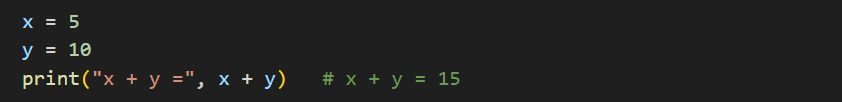 x = 5
y = 10
print("x + y =", x + y)   # x + y = 15